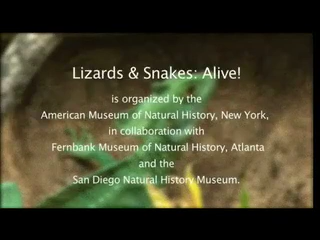 Lizards & Snakes: Alive!
is organized by the
American Museum of Natural History, New York,
in collaboration with
Fernbank Museum of Natural History, Atlanta
and the
San Diego Natural History Museum.